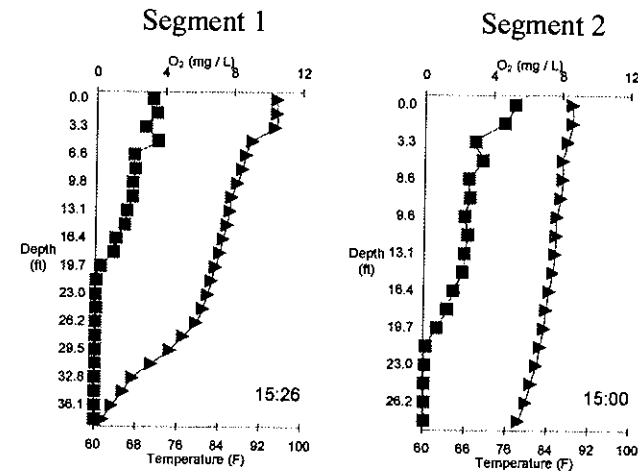 Segment 1
O₂ (mg / L)
0 4 8 12
0.0
3.3
6.6
9.8
13.1
16.4
19.7
23.0
26.2
29.5
32.8
36.1
Depth
(ft)
15:26
60 68 76 84 92 100
Temperature (F)
Segment 2
O₂ (mg / L)
0 4 8 12
0.0
3.3
8.6
9.6
13.1
16.4
19.7
23.0
26.2
Depth
(ft)
15:00
60 68 76 84 92 100
Temperature (F)